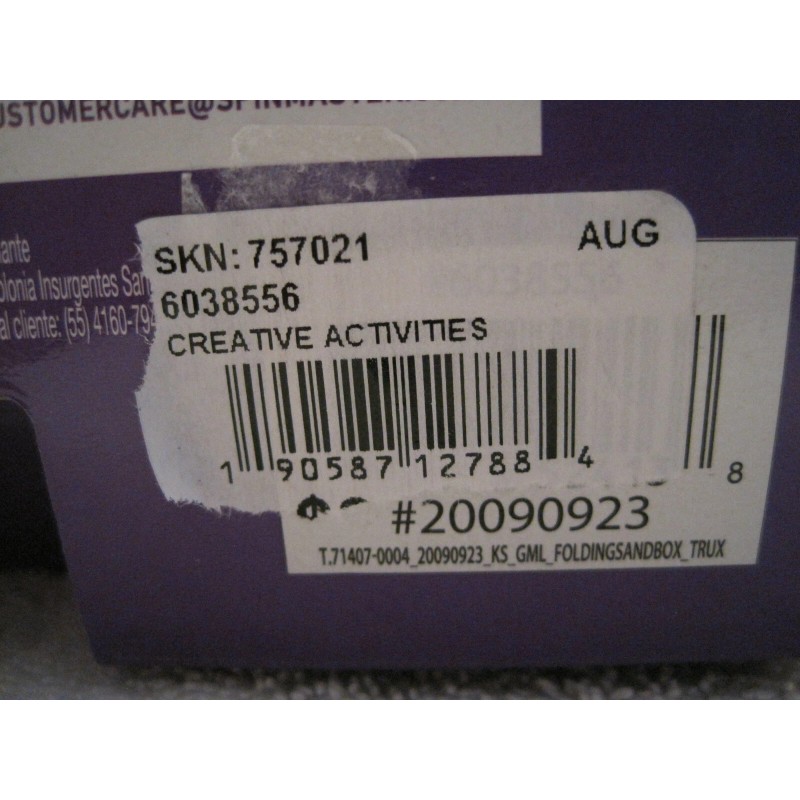 USTOMERCARE@SPINMASTER
ante
olonia Insurgentes San
al cliente: (55) 4160-79
SKN: 757021 AUG
6038556
CREATIVE ACTIVITIES
1 90587 12788 4
8
#20090923
T.71407-0004_20090923_KS_GML_FOLDINGSANDBOX_TRUX